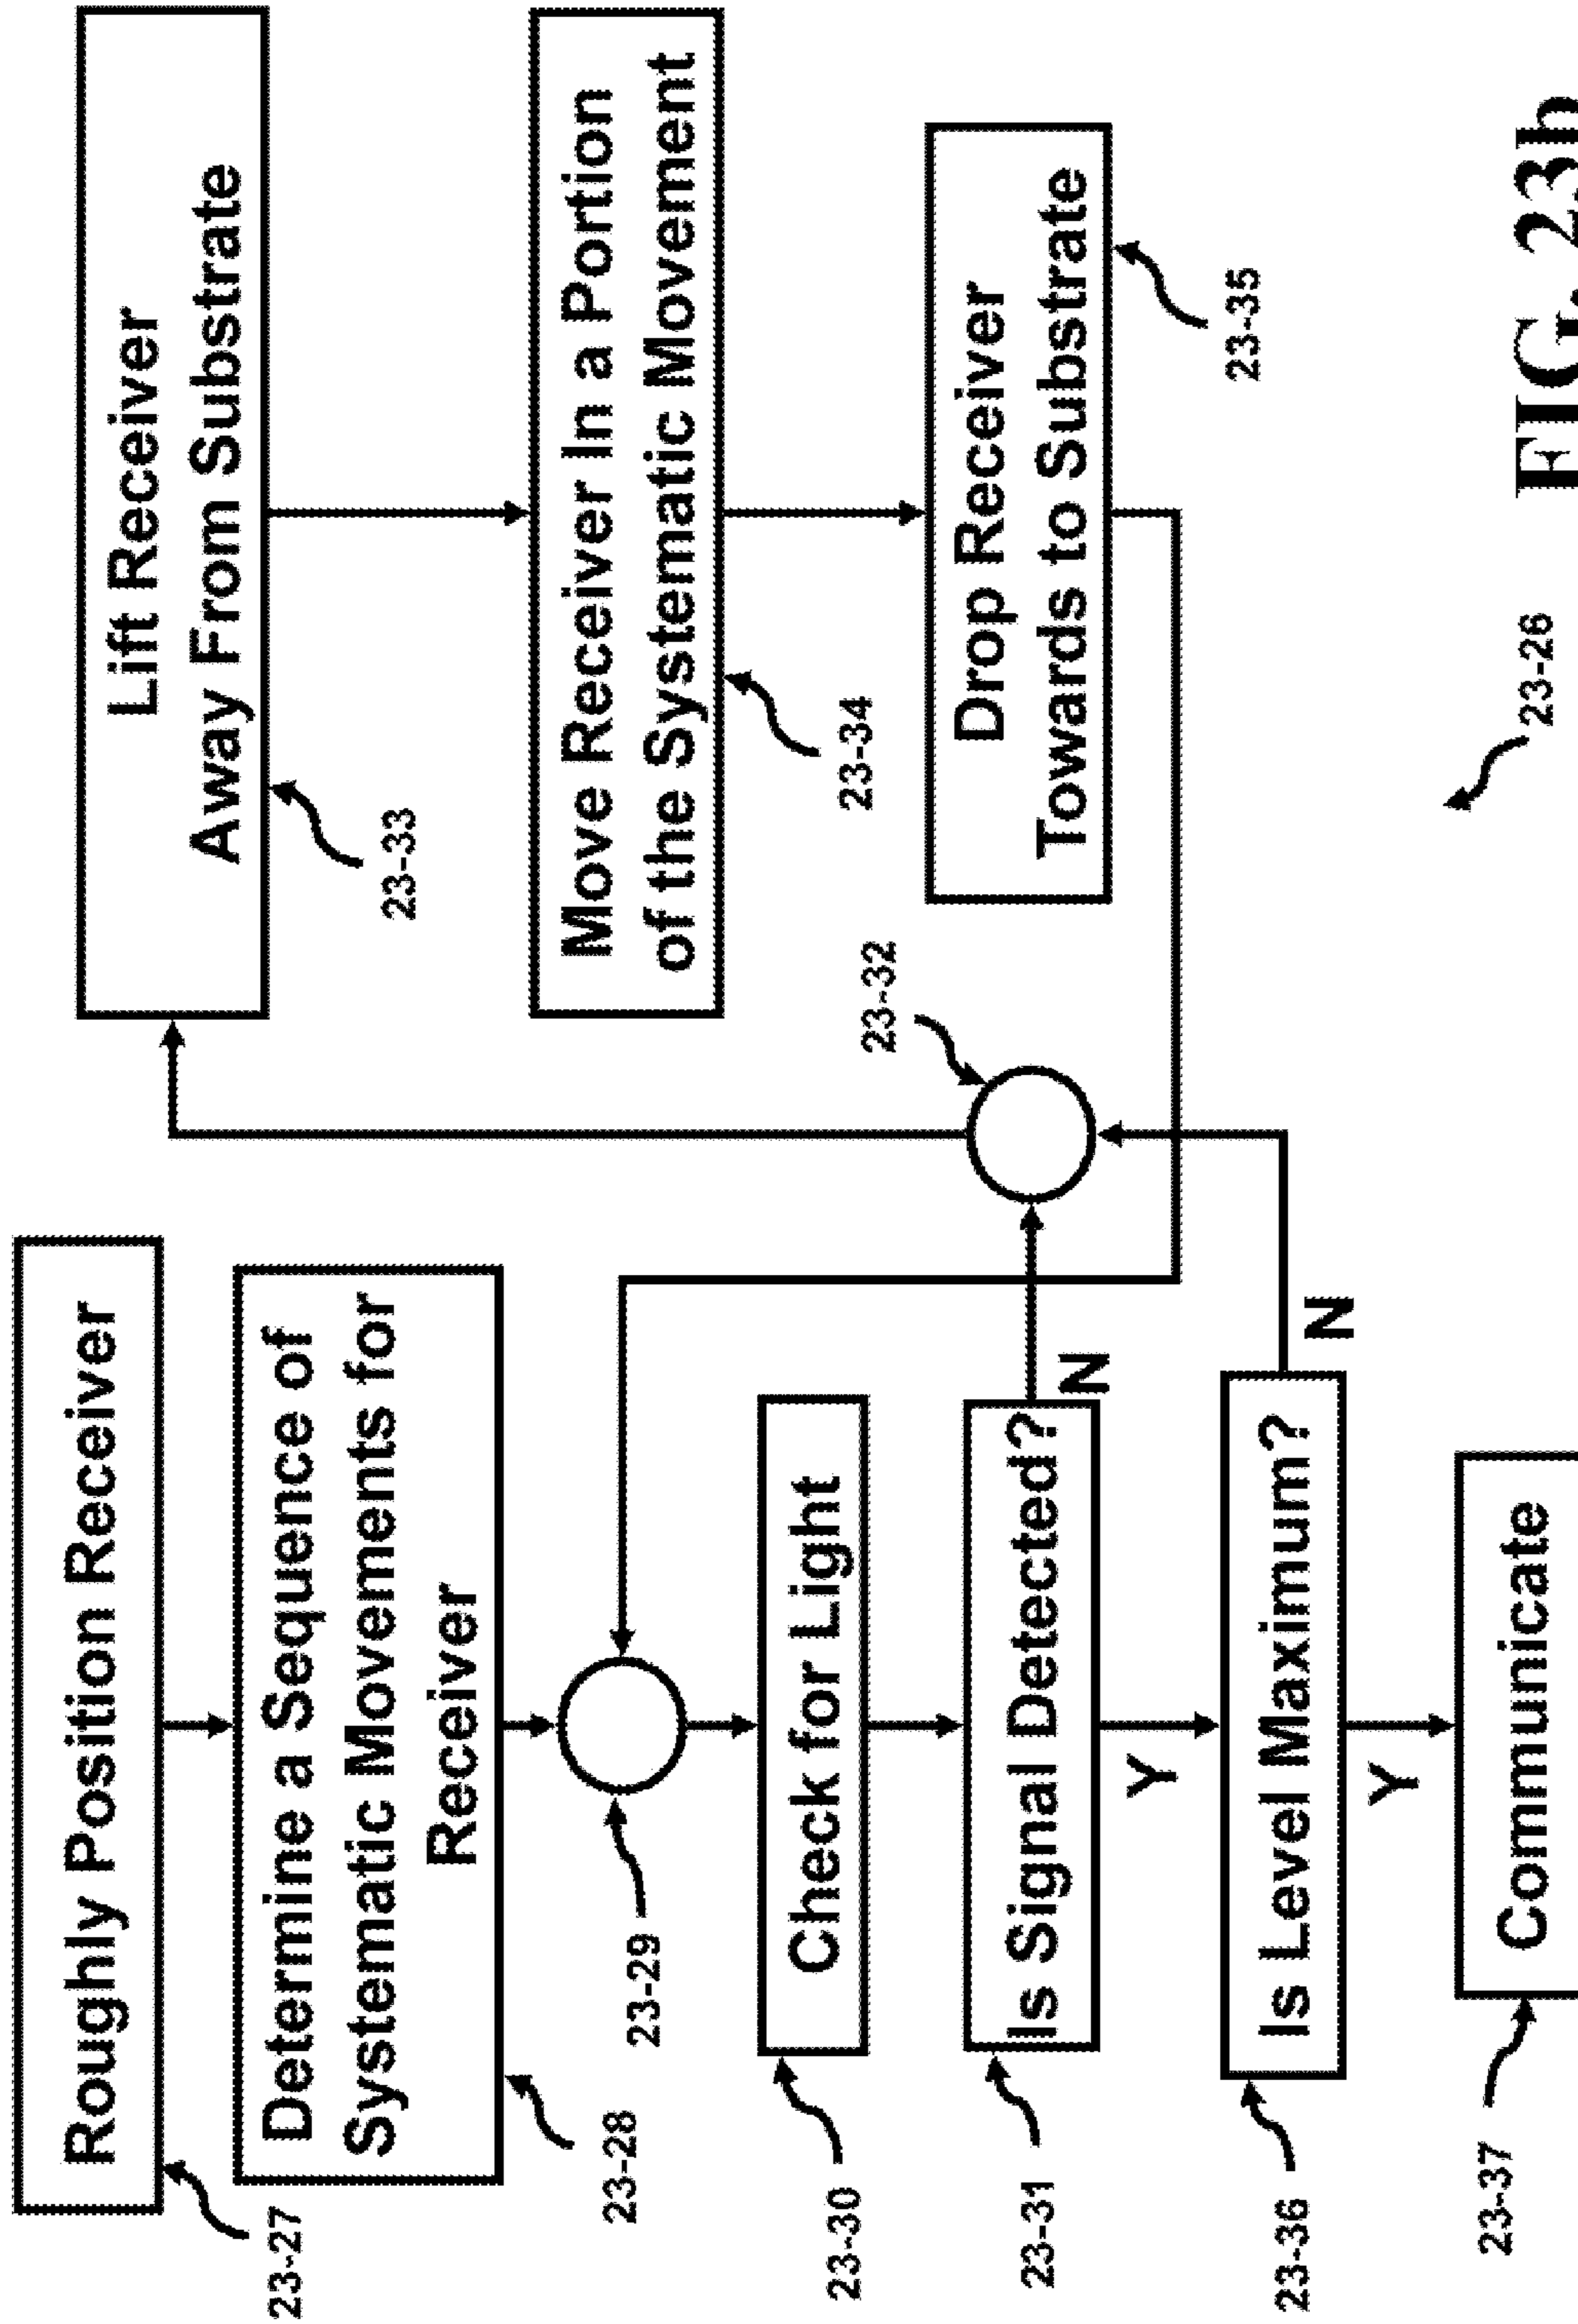 Roughly Position Receiver
23-27
Determine a Sequence of
Systematic Movements for
Receiver
23-28
23-29
Check for Light
23-30
Is Signal Detected?
23-31
N
Y
Is Level Maximum?
23-36
N
Y
Communicate
23-37
23-32
Lift Receiver
Away From Substrate
23-33
Move Receiver In a Portion
of the Systematic Movement
23-34
Drop Receiver
Towards to Substrate
23-35
23-26
FIG. 23h